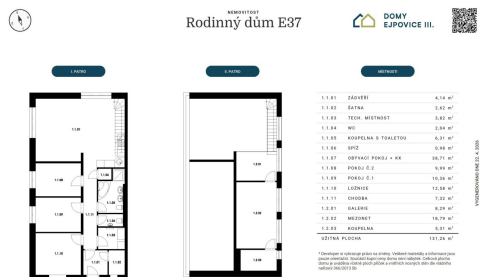 NEMOVITOST
Rodinný dům E37
DOMY
EJPOVICE III.
1. PATRO
2. PATRO
MÍSTNOSTI
1.1.01 ZÁDVEŘÍ 4,14 m²
1.1.02 ŠATNA 2,62 m²
1.1.03 TECH. MÍSTNOST 2,82 m²
1.1.04 WC 2,04 m²
1.1.05 KOUPELNA S TOALETOU 6,31 m²
1.1.06 SPÍŽ 0,98 m²
1.1.07 OBÝVACÍ POKOJ + KK 38,71 m²
1.1.08 POKOJ Č.2 9,99 m²
1.1.09 POKOJ Č.1 10,36 m²
1.1.10 LOŽNICE 12,58 m²
1.1.11 CHODBA 7,32 m²
1.2.01 GALERIE 8,29 m²
1.2.02 MEZONET 18,79 m²
1.2.03 KOUPELNA 5,31 m²
UŽITNÁ PLOCHA 131,26 m²
VYGENEROVÁNO 22. 4. 2025